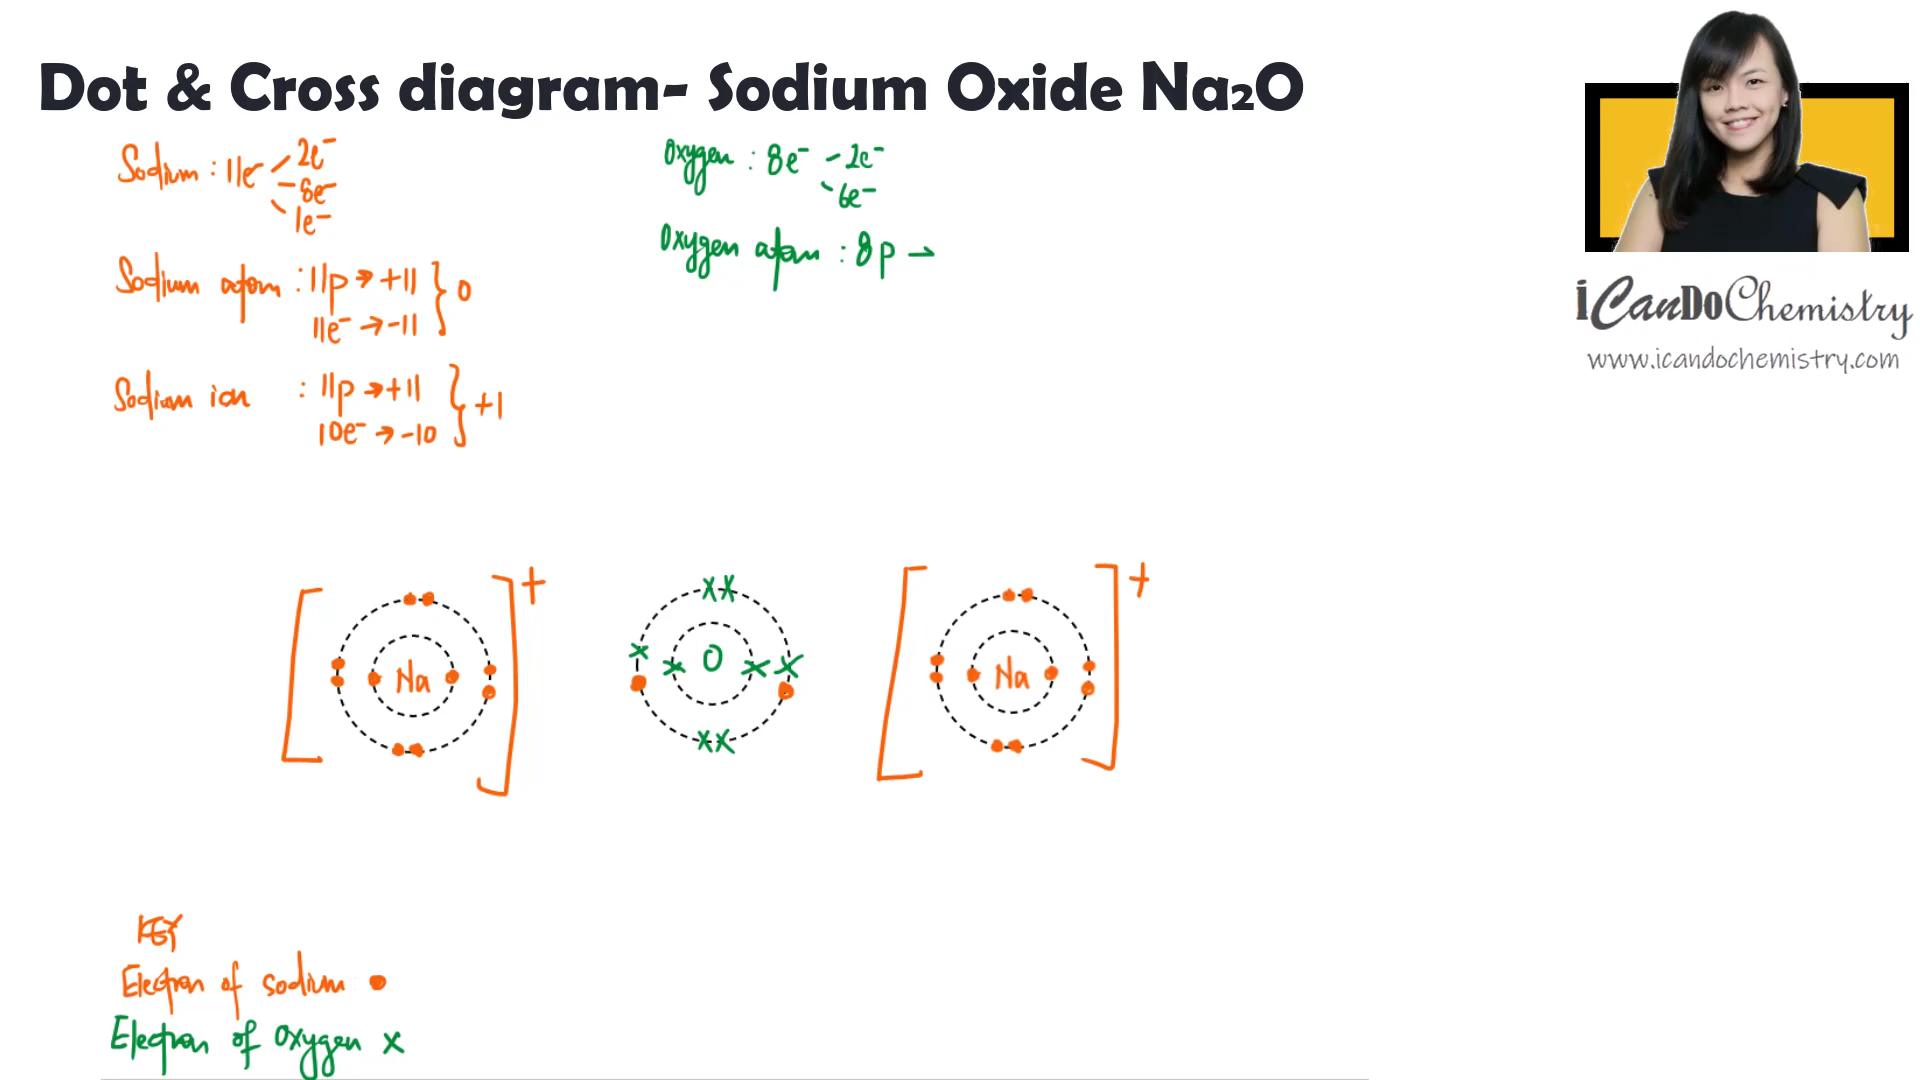 Dot & Cross diagram- Sodium Oxide Na₂O
Sodium : 11e⁻ 2e⁻
8e⁻
1e⁻
Sodium atom : 11p → +11 } 0
11e⁻ → -11
Sodium ion : 11p → +11 } +1
10e⁻ → -10
Oxygen : 8e⁻ 2e⁻
6e⁻
Oxygen atom : 8p →
iCanDoChemistry
www.icandochemistry.com
[Na]+
O
[Na]+
KEY
Electron of sodium •
Electron of oxygen x